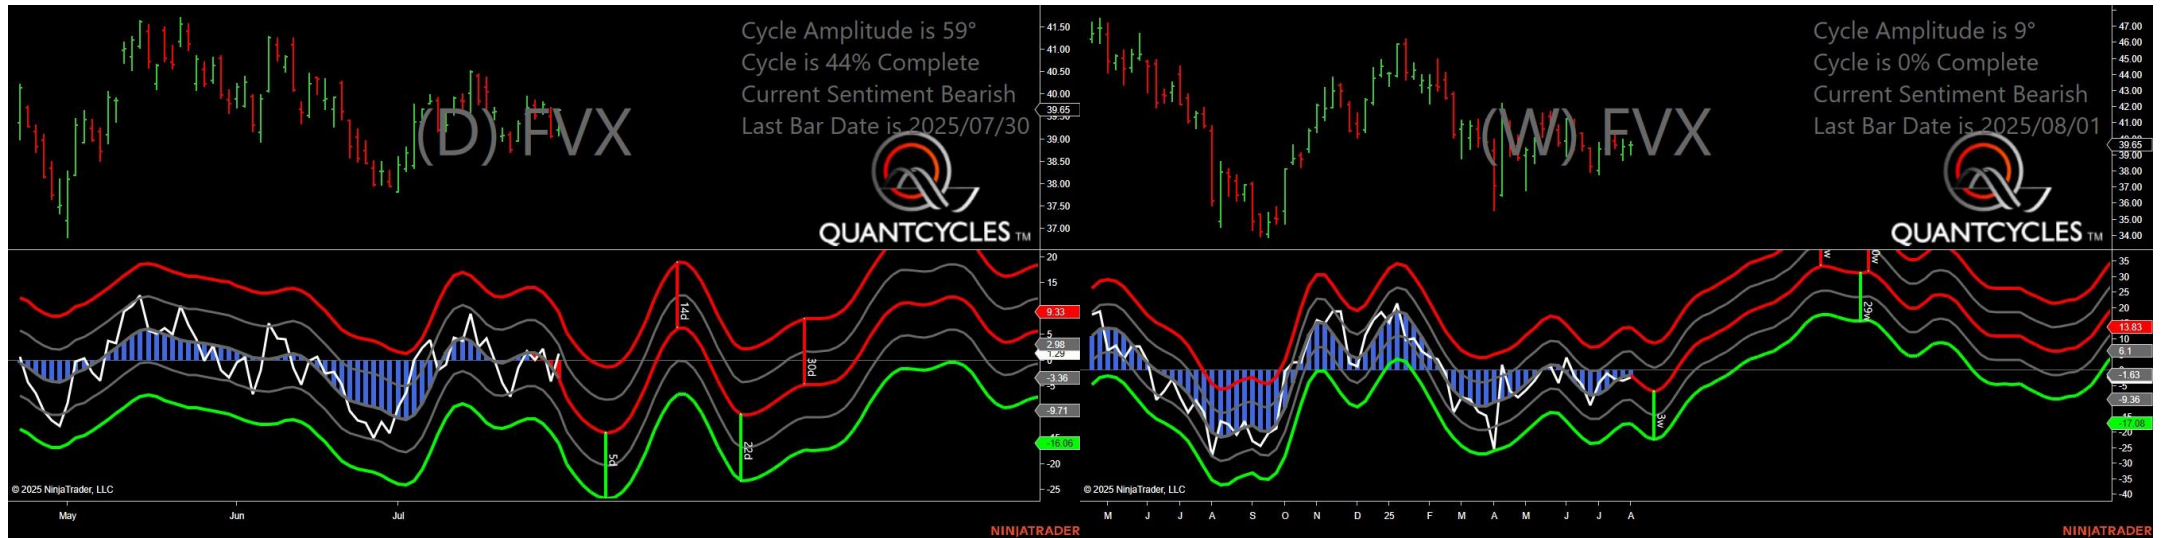 Cycle Amplitude is 59°
Cycle is 44% Complete
Current Sentiment Bearish
Last Bar Date is 2025/07/30
(D) FVX
QUANTCYCLES TM
41.50
41.00
40.50
40.00
39.65
39.00
38.50
38.00
37.50
37.00
20
15
9.33
5
2.98
1.29
-3.36
-5
-9.71
-16.06
-20
-25
5d
14d
22d
30d
© 2025 NinjaTrader, LLC
May Jun Jul
NINJATRADER
Cycle Amplitude is 9°
Cycle is 0% Complete
Current Sentiment Bearish
Last Bar Date is 2025/08/01
(W) FVX
QUANTCYCLES TM
47.00
46.00
45.00
44.00
43.00
42.00
41.00
39.65
39.00
38.00
37.00
36.00
35.00
34.00
35
30
25
20
13.83
10
6.1
-1.63
-5
-9.36
-15
-17.08
-20
-25
-30
-35
-40
3w
29w
© 2025 NinjaTrader, LLC
M J J A S O N D 25 F M A M J J A
NINJATRADER